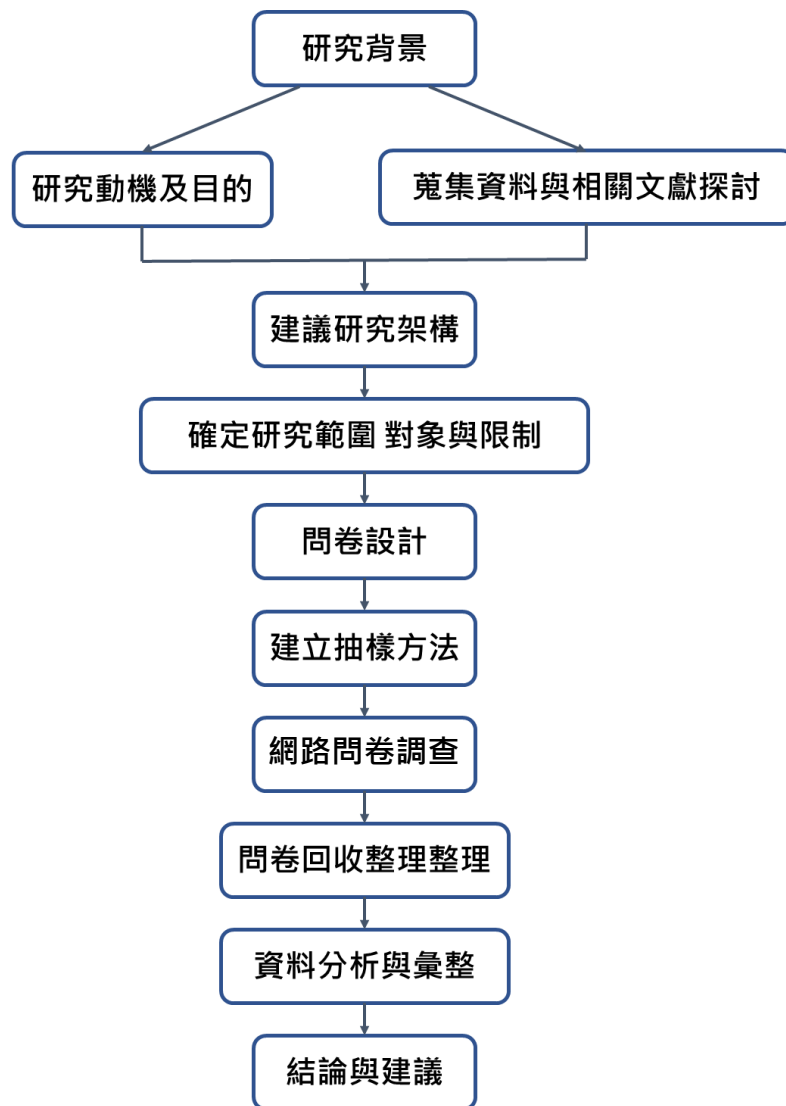 研究背景
研究動機及目的
蒐集資料與相關文獻探討
建議研究架構
確定研究範圍 對象與限制
問卷設計
建立抽樣方法
網路問卷調查
問卷回收整理整理
資料分析與彙整
結論與建議